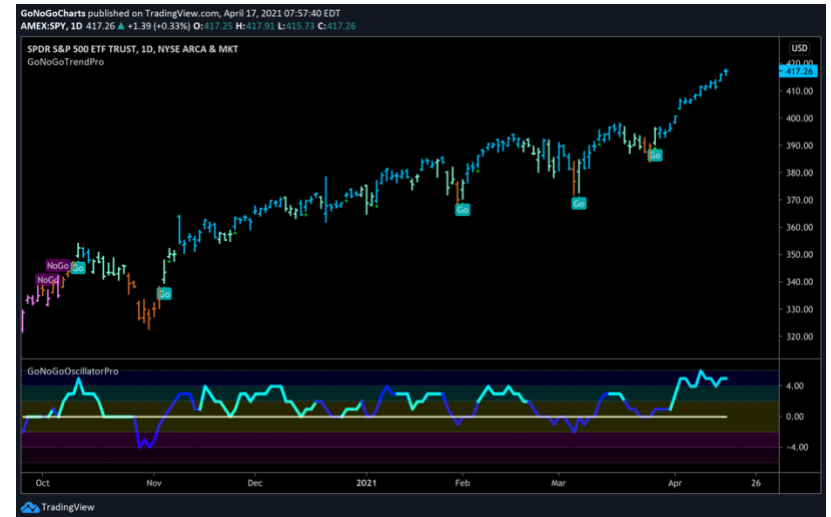 GoNoGoCharts published on TradingView.com, April 17, 2021 07:57:40 EDT
AMEX:SPY, 1D 417.26 ▲ +1.39 (+0.33%) O:417.25 H:417.91 L:415.73 C:417.26
SPDR S&P 500 ETF TRUST, 1D, NYSE ARCA & MKT
USD
GoNoGoTrendPro
420.00
417.26
410.00
400.00
390.00
Go
380.00
370.00
Go
Go
360.00
350.00
NoGo Go
NoGo
340.00
Go
330.00
320.00
GoNoGoOscillatorPro
4.00
0.00
−4.00
Oct Nov Dec 2021 Feb Mar Apr 26
TradingView